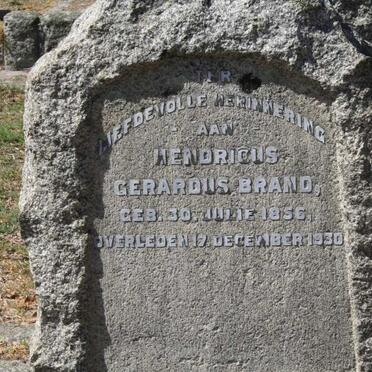 TER
LIEFDEVOLLE HERINNERING
AAN
HENDRICUS
GERARDUS BRAND,
GEB. 30. JULIE 1856,
OVERLEDEN 17. DECEMBER 1930